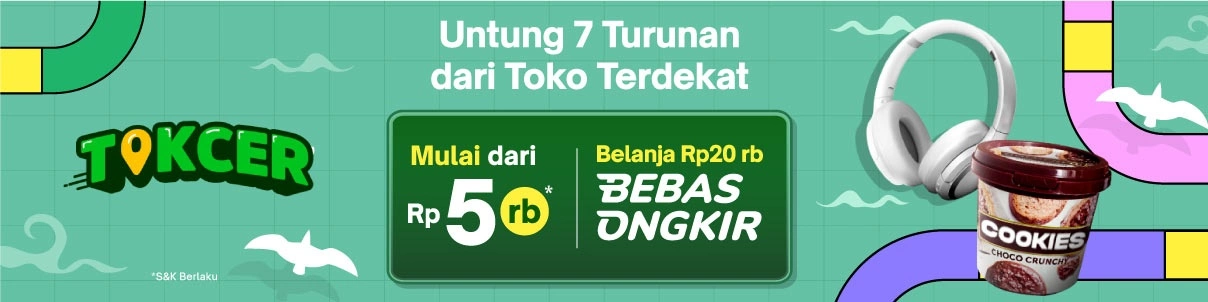 Untung 7 Turunan
dari Toko Terdekat
TOKCER
Mulai dari
Rp 5 rb*
Belanja Rp20 rb
BEBAS
ONGKIR
COOKIES
CHOCO CRUNCHY
*S&K Berlaku